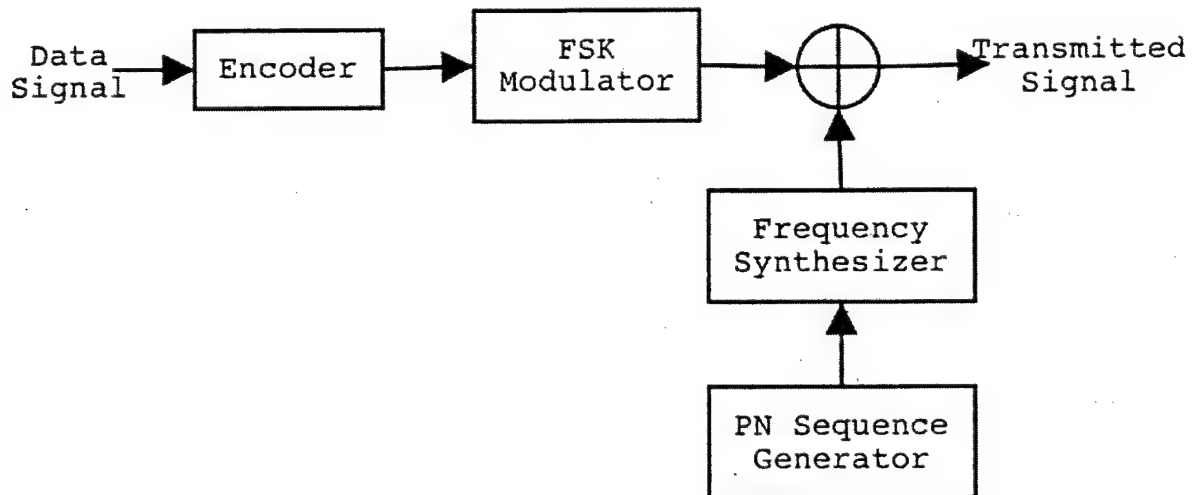 Data
Signal
Encoder
FSK
Modulator
Transmitted
Signal
Frequency
Synthesizer
PN Sequence
Generator